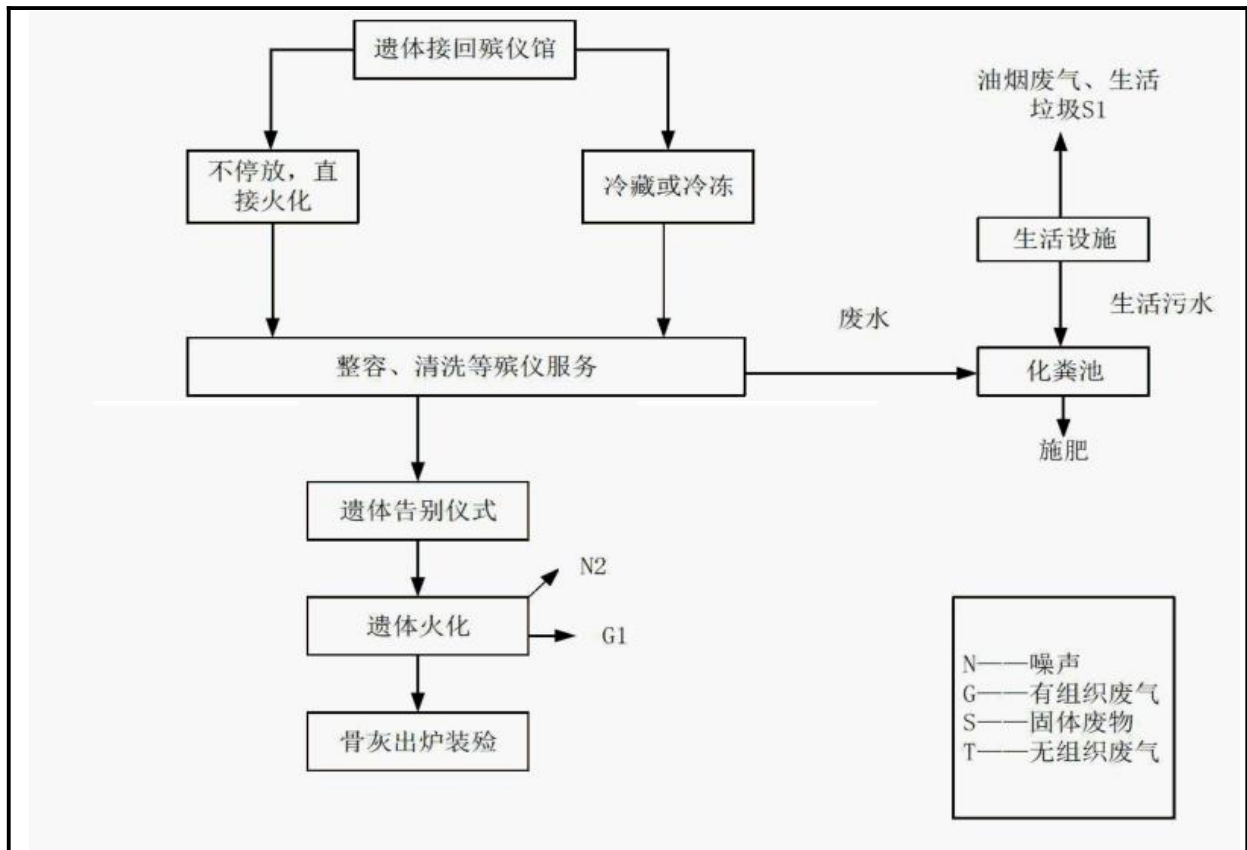 遗体接回殡仪馆
油烟废气、生活
垃圾S1
不停放，直
接火化
冷藏或冷冻
生活设施
生活污水
废水
整容、清洗等殡仪服务
化粪池
施肥
遗体告别仪式
N2
遗体火化
G1
骨灰出炉装殓
N——噪声
G——有组织废气
S——固体废物
T——无组织废气